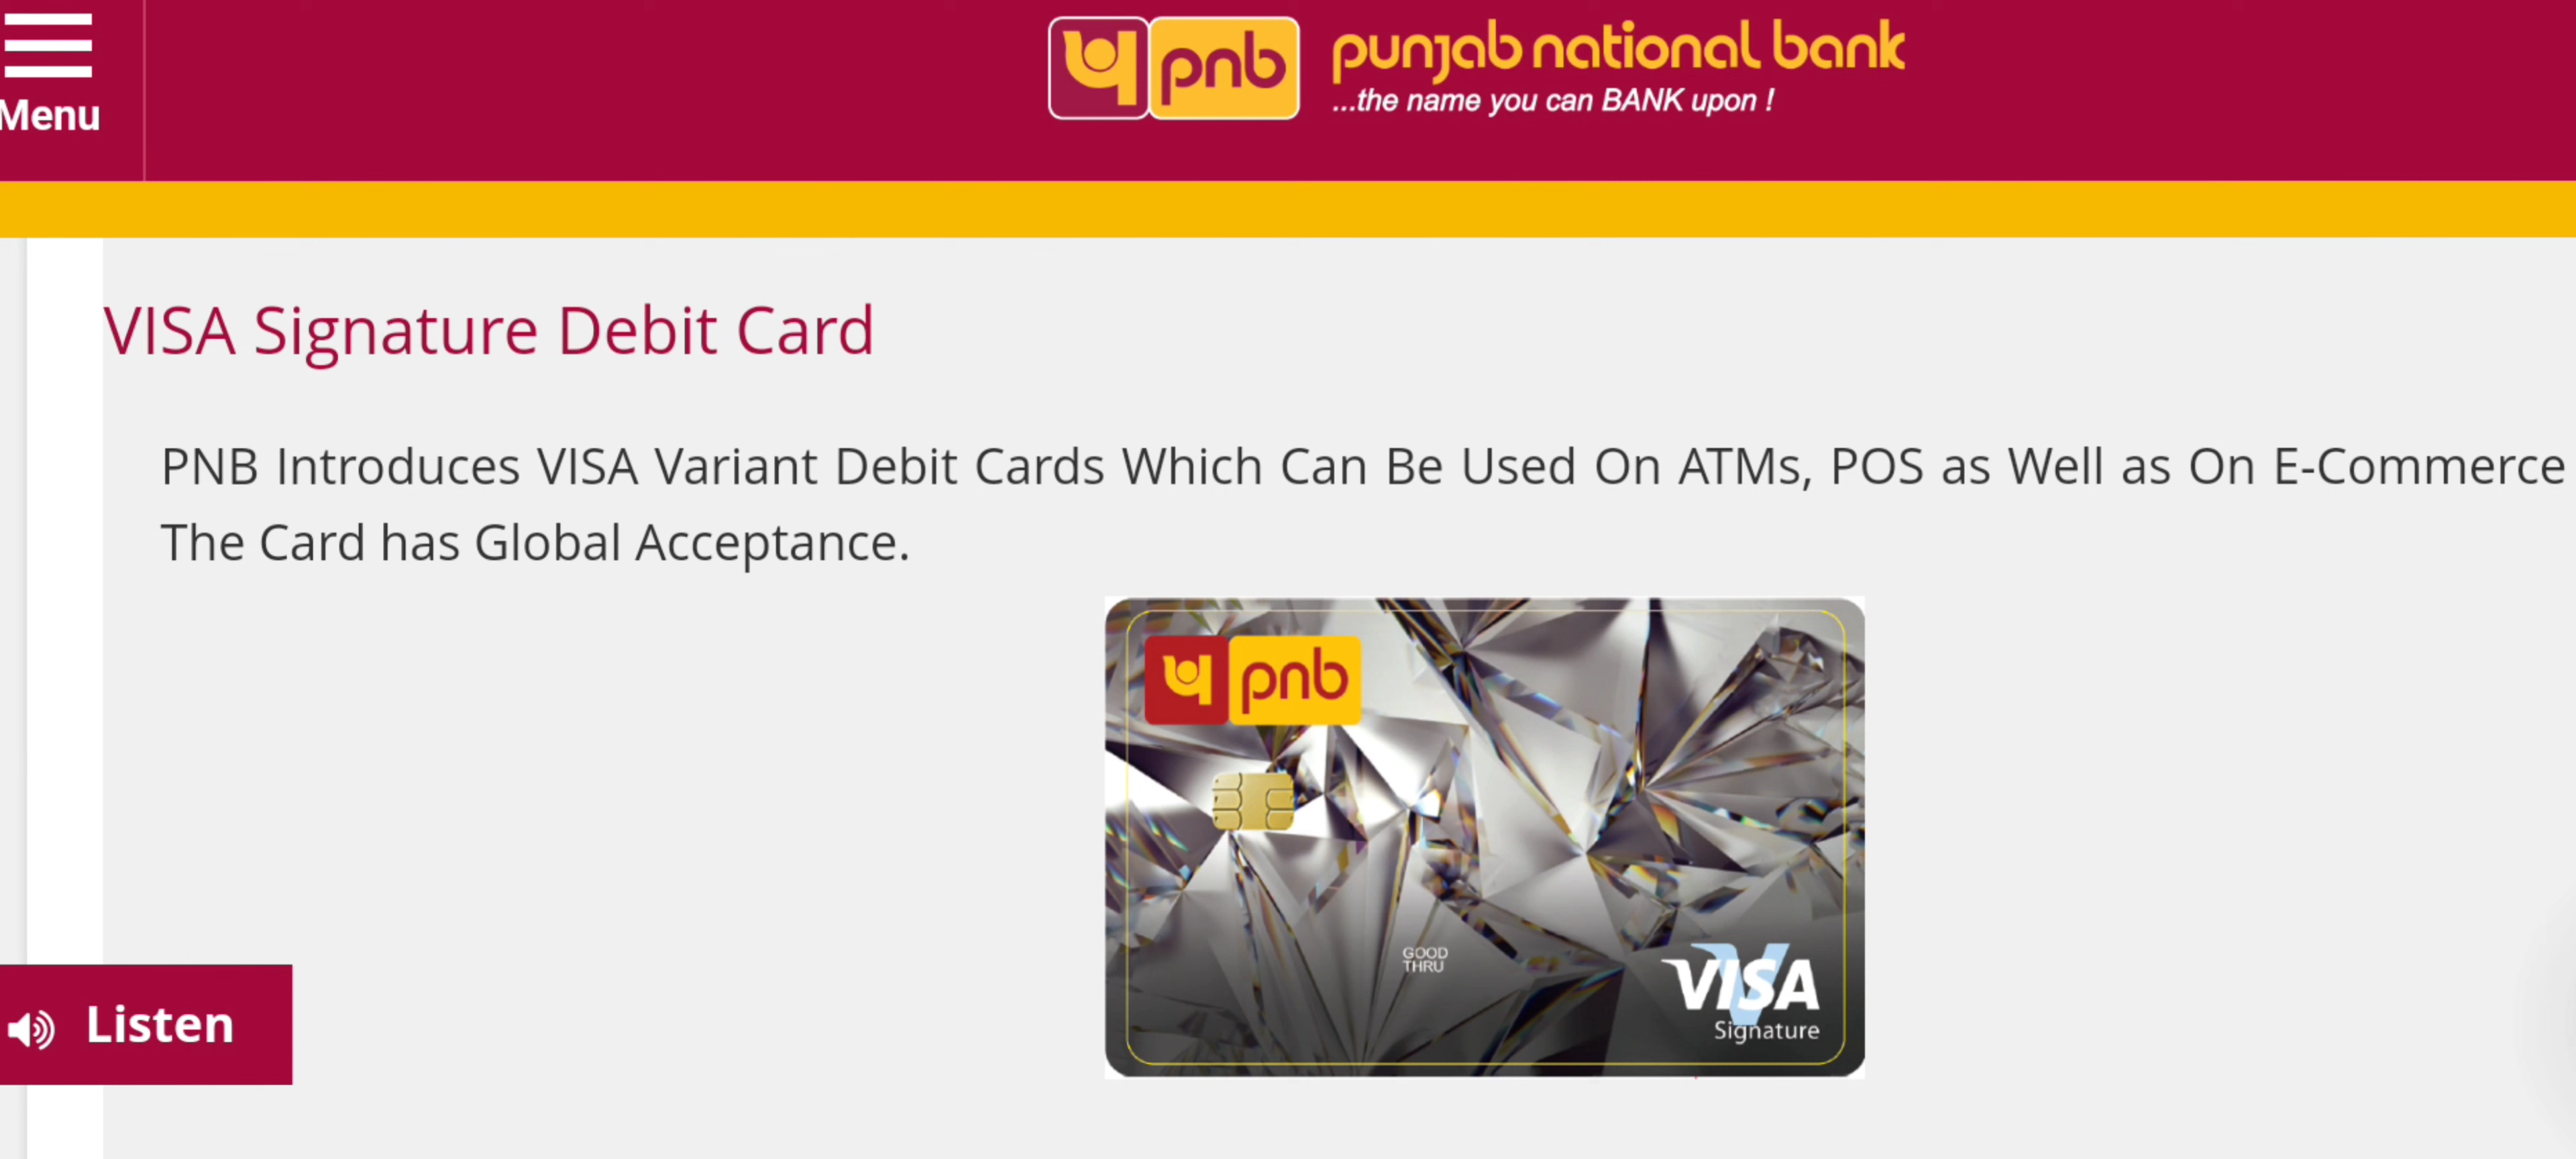 Menu
pnb
punjab national bank
...the name you can BANK upon !
VISA Signature Debit Card
PNB Introduces VISA Variant Debit Cards Which Can Be Used On ATMs, POS as Well as On E-Commerce
The Card has Global Acceptance.
pnb
GOOD
THRU
VISA
Signature
Listen